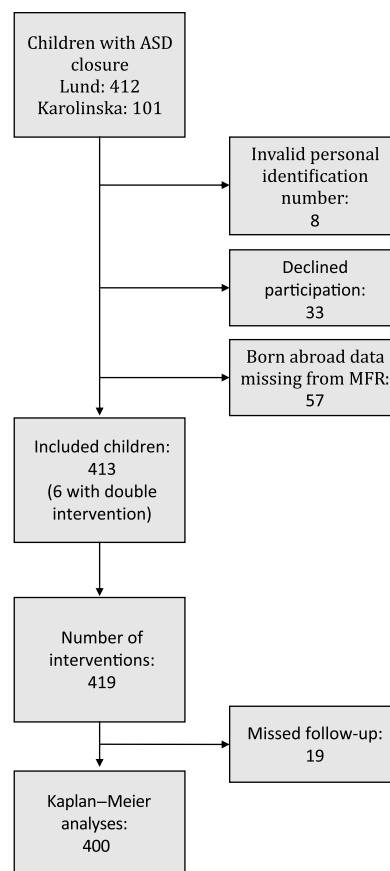 Children with ASD
closure
Lund: 412
Karolinska: 101
Invalid personal
identification
number:
8
Declined
participation:
33
Born abroad data
missing from MFR:
57
Included children:
413
(6 with double
intervention)
Number of
interventions:
419
Missed follow-up:
19
Kaplan–Meier
analyses:
400